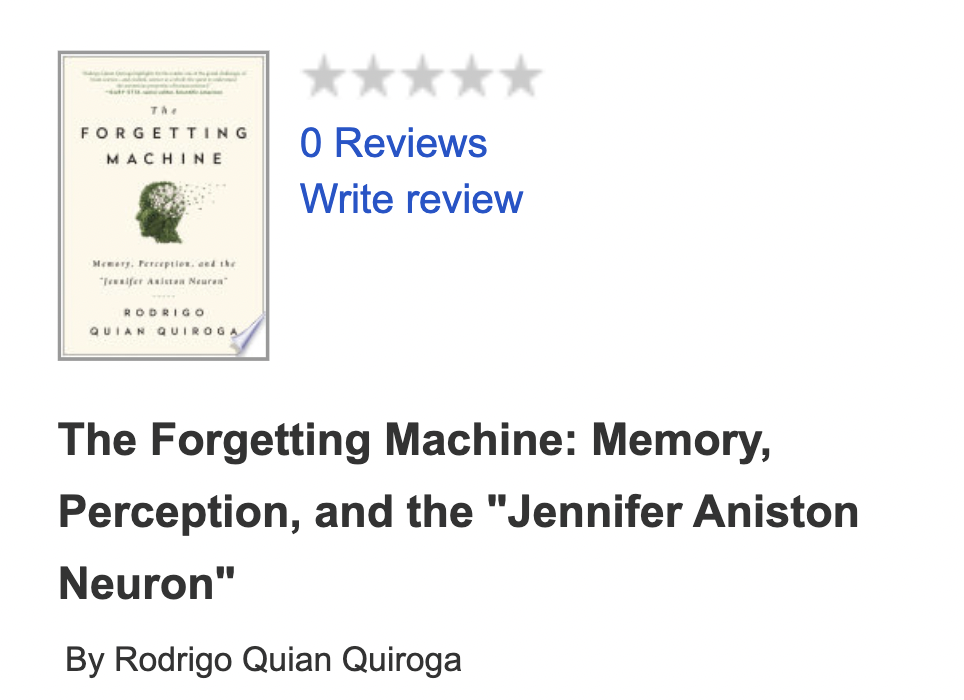 The
FORGETTING
MACHINE
Memory, Perception, and the
"Jennifer Aniston Neuron"
RODRIGO
QUIAN QUIROGA
0 Reviews
Write review
The Forgetting Machine: Memory,
Perception, and the "Jennifer Aniston
Neuron"
By Rodrigo Quian Quiroga